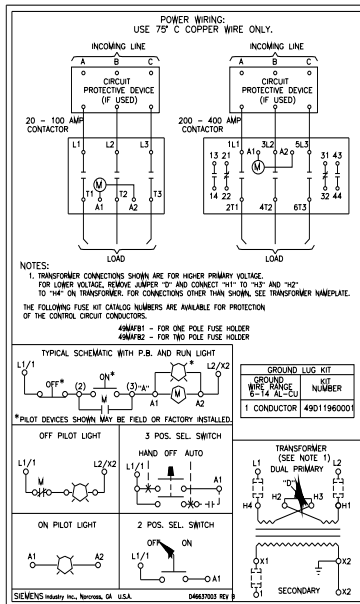 POWER WIRING:
USE 75° C COPPER WIRE ONLY.
INCOMING LINE
INCOMING LINE
A B C
A B C
CIRCUIT
PROTECTIVE DEVICE
(IF USED)
CIRCUIT
PROTECTIVE DEVICE
(IF USED)
20 - 100 AMP
CONTACTOR
200 - 400 AMP
CONTACTOR
L1 L2 L3
M
T1 T2 T3
A1 A2
1L1 3L2 5L3
A1 A2
M
13 21
14 22
31 43
32 44
2T1 4T2 6T3
LOAD
LOAD
NOTES:
1. TRANSFORMER CONNECTIONS SHOWN ARE FOR HIGHER PRIMARY VOLTAGE.
FOR LOWER VOLTAGE, REMOVE JUMPER "D" AND CONNECT "H1" TO "H3" AND "H2"
TO "H4" ON TRANSFORMER. FOR CONNECTIONS OTHER THAN SHOWN, SEE TRANSFORMER NAMEPLATE.
THE FOLLOWING FUSE KIT CATALOG NUMBERS ARE AVAILABLE FOR PROTECTION
OF THE CONTROL CIRCUIT CONDUCTORS.
49MAFB1 - FOR ONE POLE FUSE HOLDER
49MAFB2 - FOR TWO POLE FUSE HOLDER
TYPICAL SCHEMATIC WITH P.B. AND RUN LIGHT
L1/1 L2/X2
OFF* (2) ON* (3) "A" A1 M A2
M
*PILOT DEVICES SHOWN MAY BE FIELD OR FACTORY INSTALLED.
GROUND LUG KIT
GROUND
WIRE RANGE
6-14 AL-CU
KIT
NUMBER
1 CONDUCTOR 49D11960001
OFF PILOT LIGHT
L1/1 L2/X2
M
3 POS. SEL. SWITCH
HAND OFF AUTO
L1/1
A1
TRANSFORMER
(SEE NOTE 1)
L1 DUAL PRIMARY L2
"D"
H4 H2 H3 H1
X1 X2
1 SECONDARY X2
ON PILOT LIGHT
A1 A2
2 POS. SEL. SWITCH
OFF ON
L1/1
A1
SIEMENS Industry Inc., Norcross, GA U.S.A. D46637003 REV B